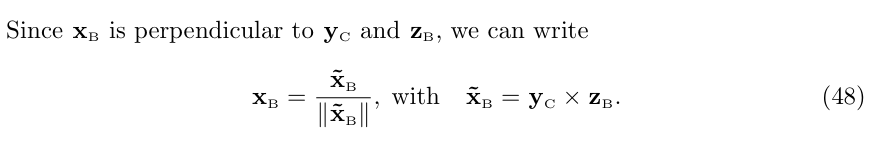 Since x_B is perpendicular to y_C and z_B, we can write
x_B = x̃_B / ‖x̃_B‖, with x̃_B = y_C × z_B. (48)